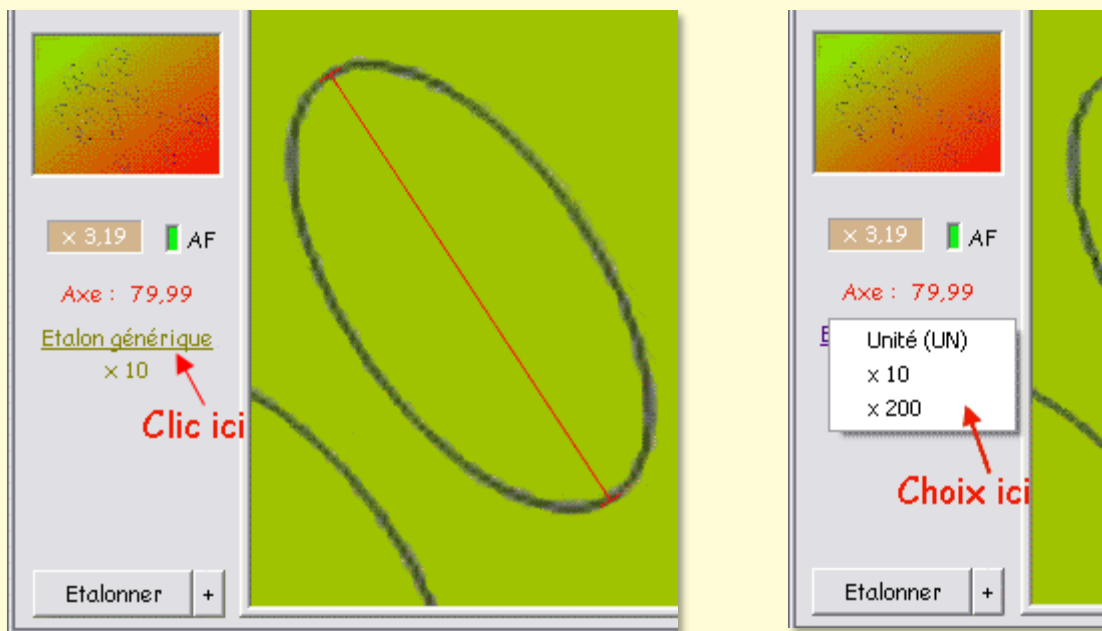 x 3,19 AF
Axe : 79,99
Etalon générique
x 10
Clic ici
Etalonner +
x 3,19 AF
Axe : 79,99
E
Unité (UN)
x 10
x 200
Choix ici
Etalonner +